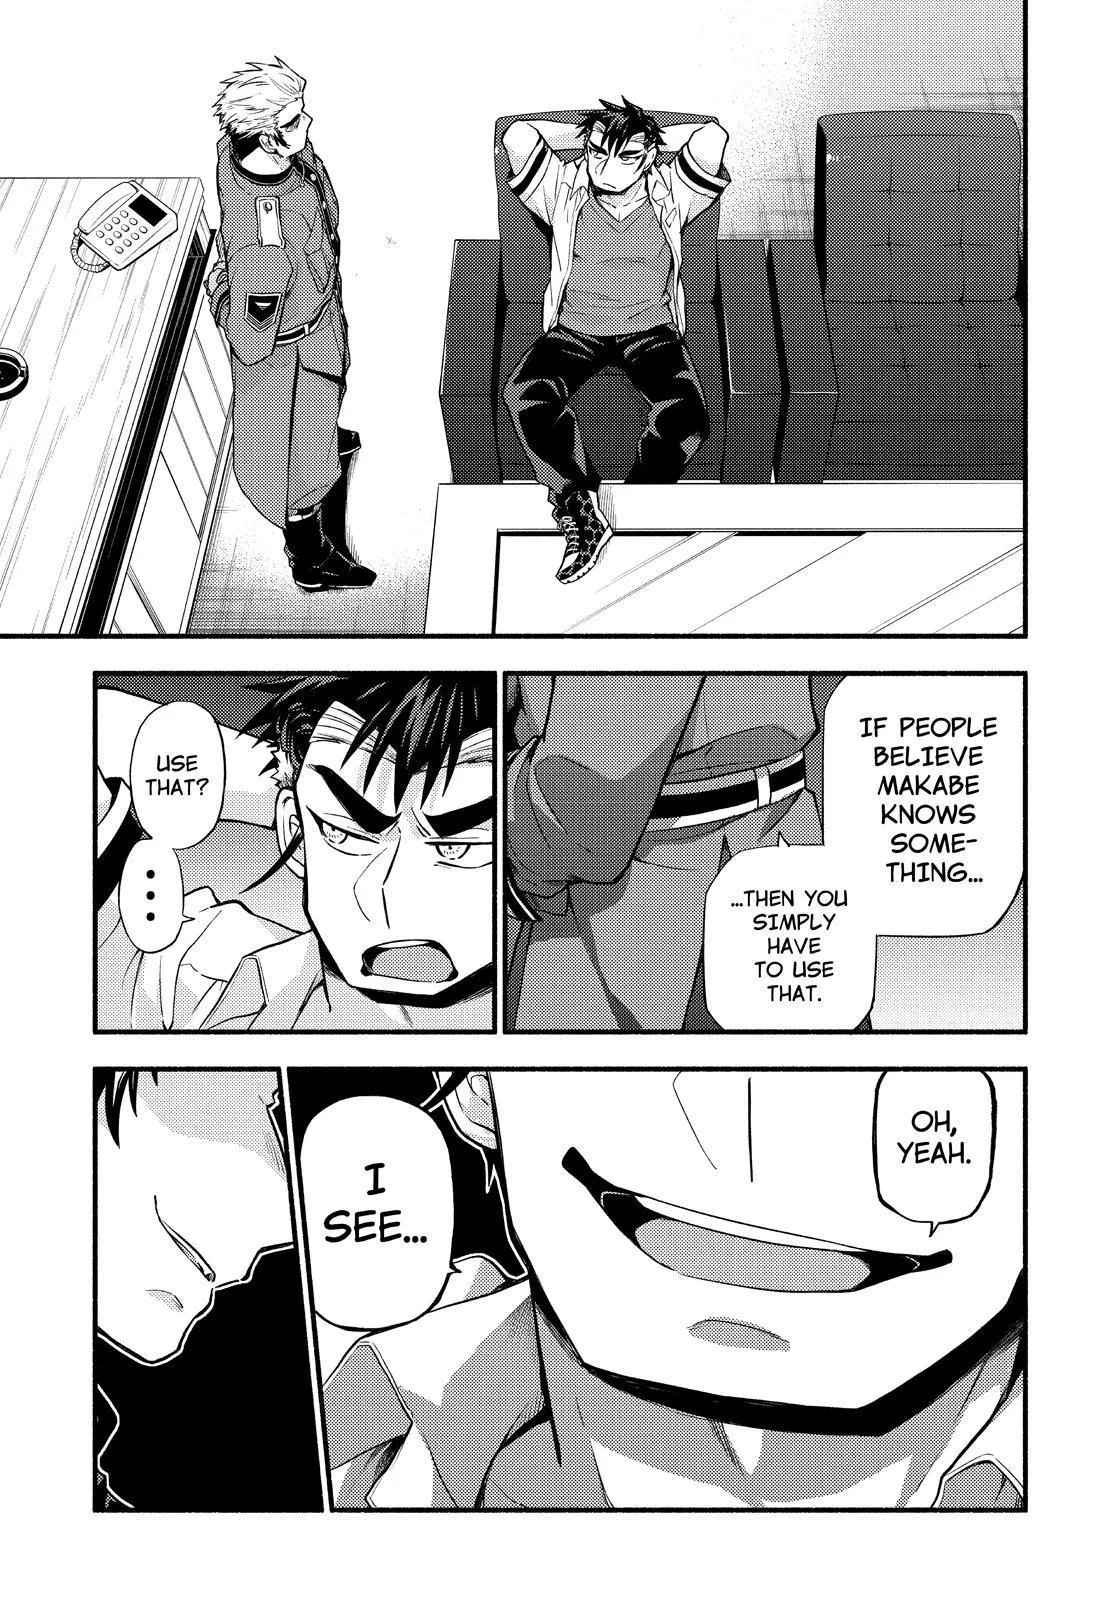 IF PEOPLE
BELIEVE
MAKABE
KNOWS
SOME-
THING...
...THEN YOU
SIMPLY
HAVE
TO USE
THAT.
USE
THAT?
...
OH,
YEAH.
I
SEE...